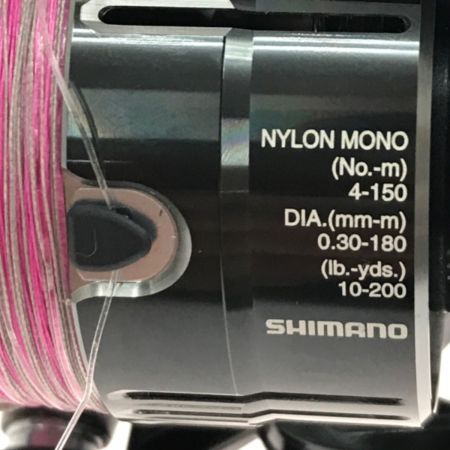 NYLON MONO
(No.-m)
4-150
DIA.(mm-m)
0.30-180
(lb.-yds.)
10-200
SHIMANO